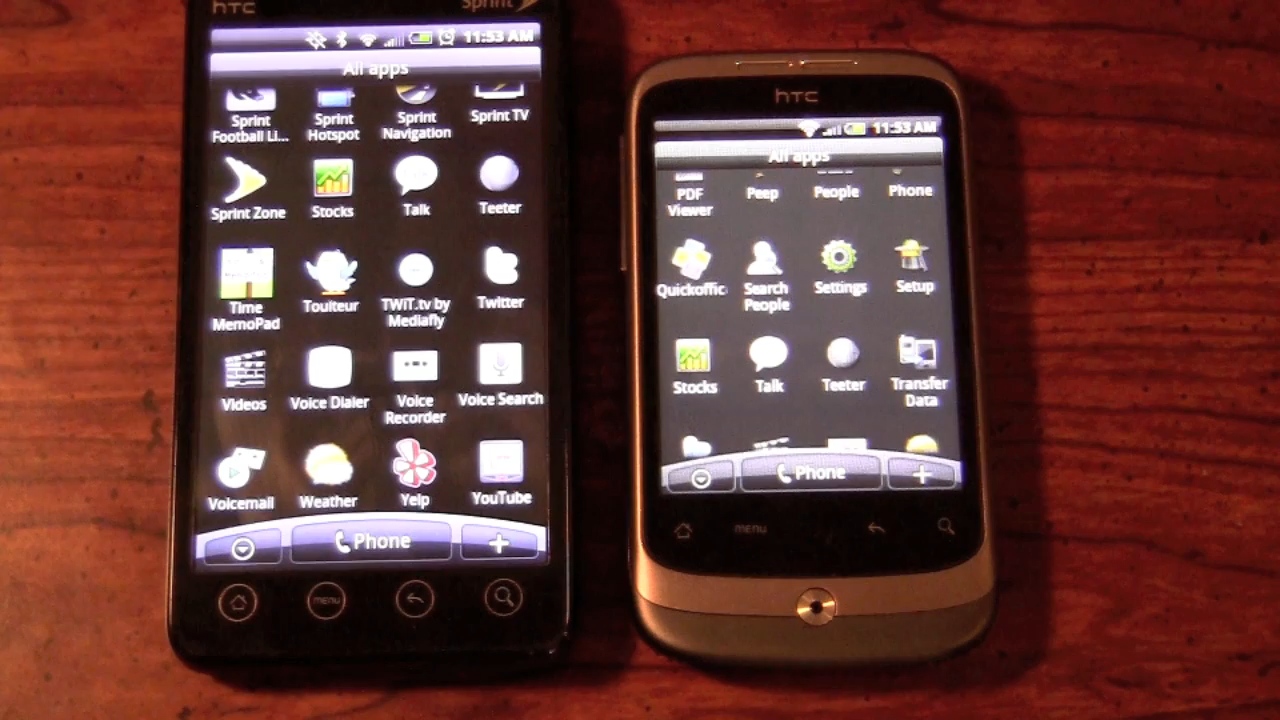 htc
Sprint
11:53 AM
All apps
Sprint Football Li...
Sprint Hotspot
Sprint Navigation
Sprint TV
Sprint Zone
Stocks
Talk
Teeter
Time MemoPad
Touiteur
TWiT.tv by Mediafly
Twitter
Videos
Voice Dialer
Voice Recorder
Voice Search
Voicemail
Weather
Yelp
YouTube
Phone
menu
htc
11:53 AM
All apps
PDF Viewer
Peep
People
Phone
Quickoffic
Search People
Settings
Setup
Stocks
Talk
Teeter
Transfer Data
Phone
menu